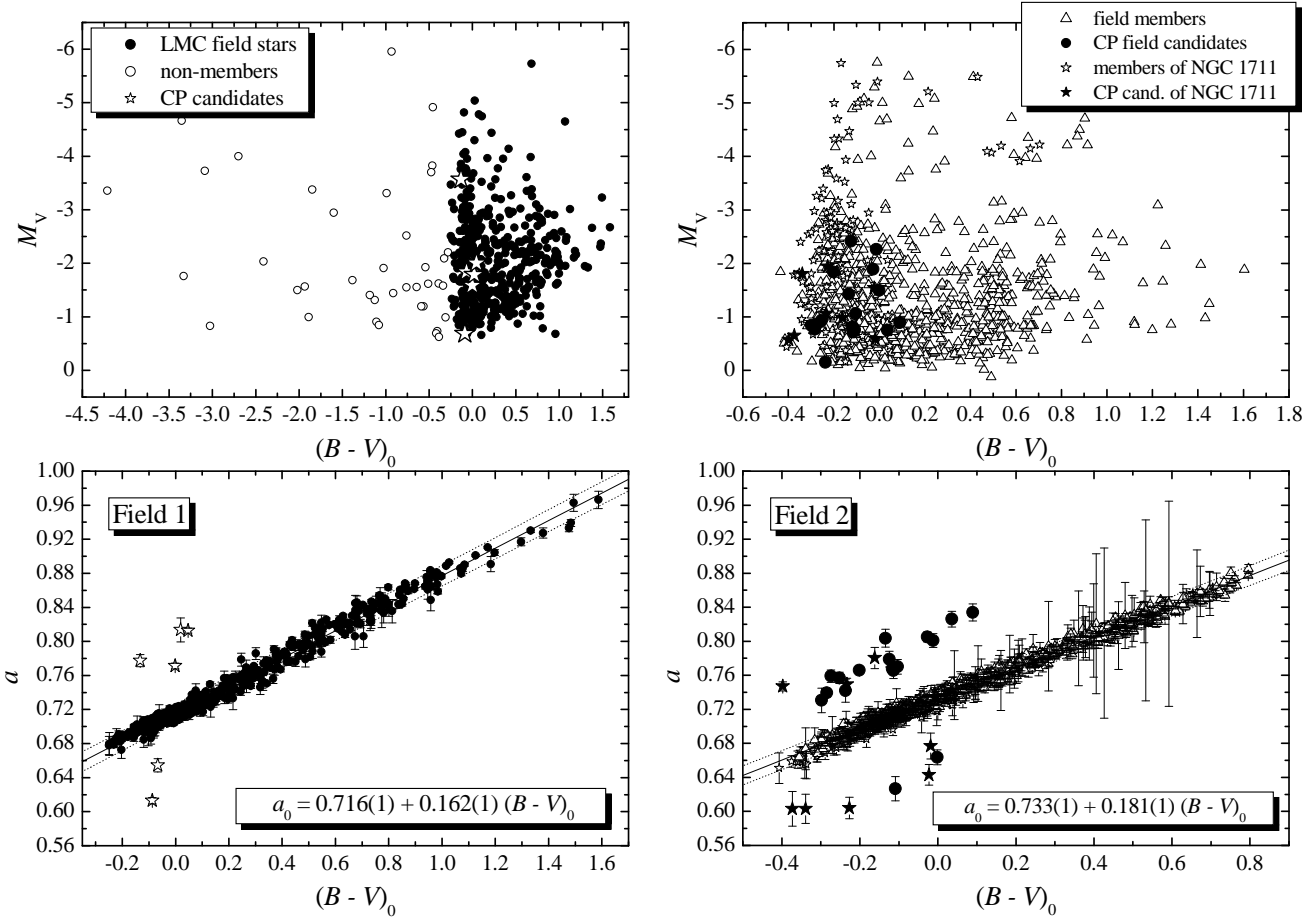 LMC field stars
non-members
CP candidates
-6
-5
-4
-3
-2
-1
0
M_V
-4.5 -4.0 -3.5 -3.0 -2.5 -2.0 -1.5 -1.0 -0.5 0.0 0.5 1.0 1.5
(B - V)_0
field members
CP field candidates
members of NGC 1711
CP cand. of NGC 1711
-6
-5
-4
-3
-2
-1
0
M_V
-0.6 -0.4 -0.2 0.0 0.2 0.4 0.6 0.8 1.0 1.2 1.4 1.6 1.8
(B - V)_0
1.00
0.96
0.92
0.88
0.84
0.80
0.76
0.72
0.68
0.64
0.60
0.56
a
Field 1
a_0 = 0.716(1) + 0.162(1) (B - V)_0
-0.2 0.0 0.2 0.4 0.6 0.8 1.0 1.2 1.4 1.6
(B - V)_0
1.00
0.96
0.92
0.88
0.84
0.80
0.76
0.72
0.68
0.64
0.60
0.56
a
Field 2
a_0 = 0.733(1) + 0.181(1) (B - V)_0
-0.4 -0.2 0.0 0.2 0.4 0.6 0.8
(B - V)_0